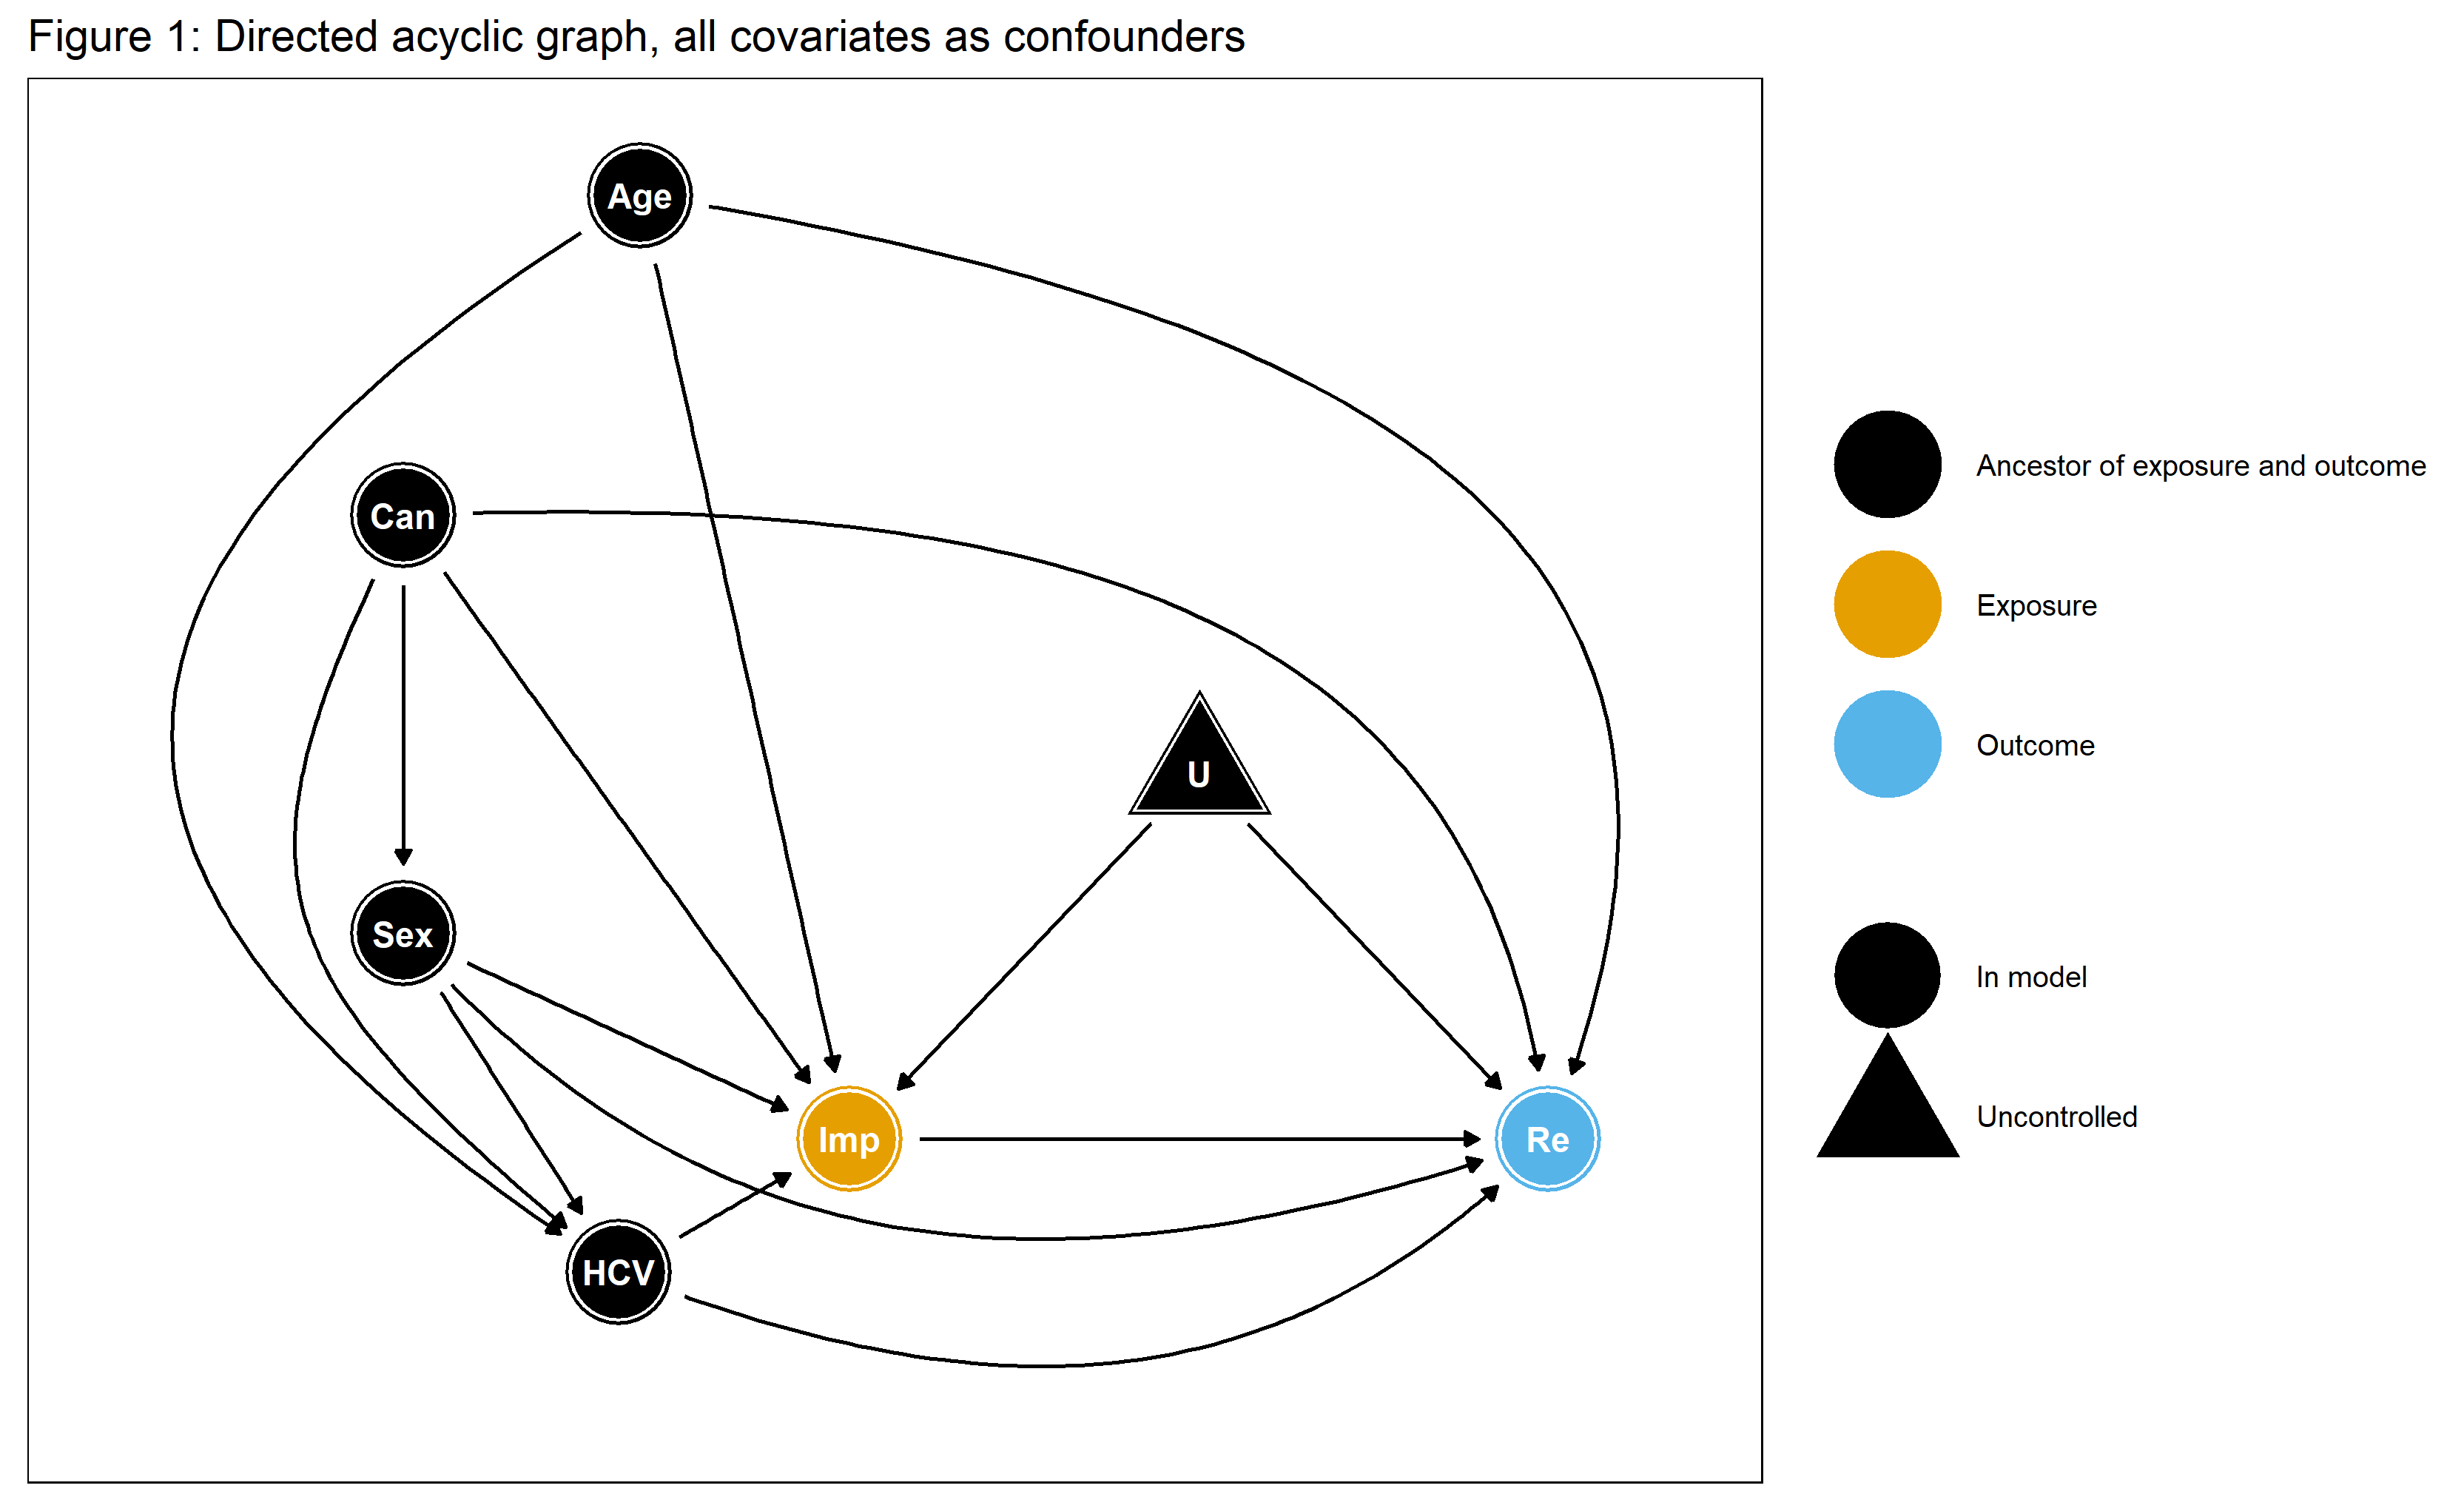 Figure 1: Directed acyclic graph, all covariates as confounders
Age
Can
U
Sex
Imp
Re
HCV
Ancestor of exposure and outcome
Exposure
Outcome
In model
Uncontrolled